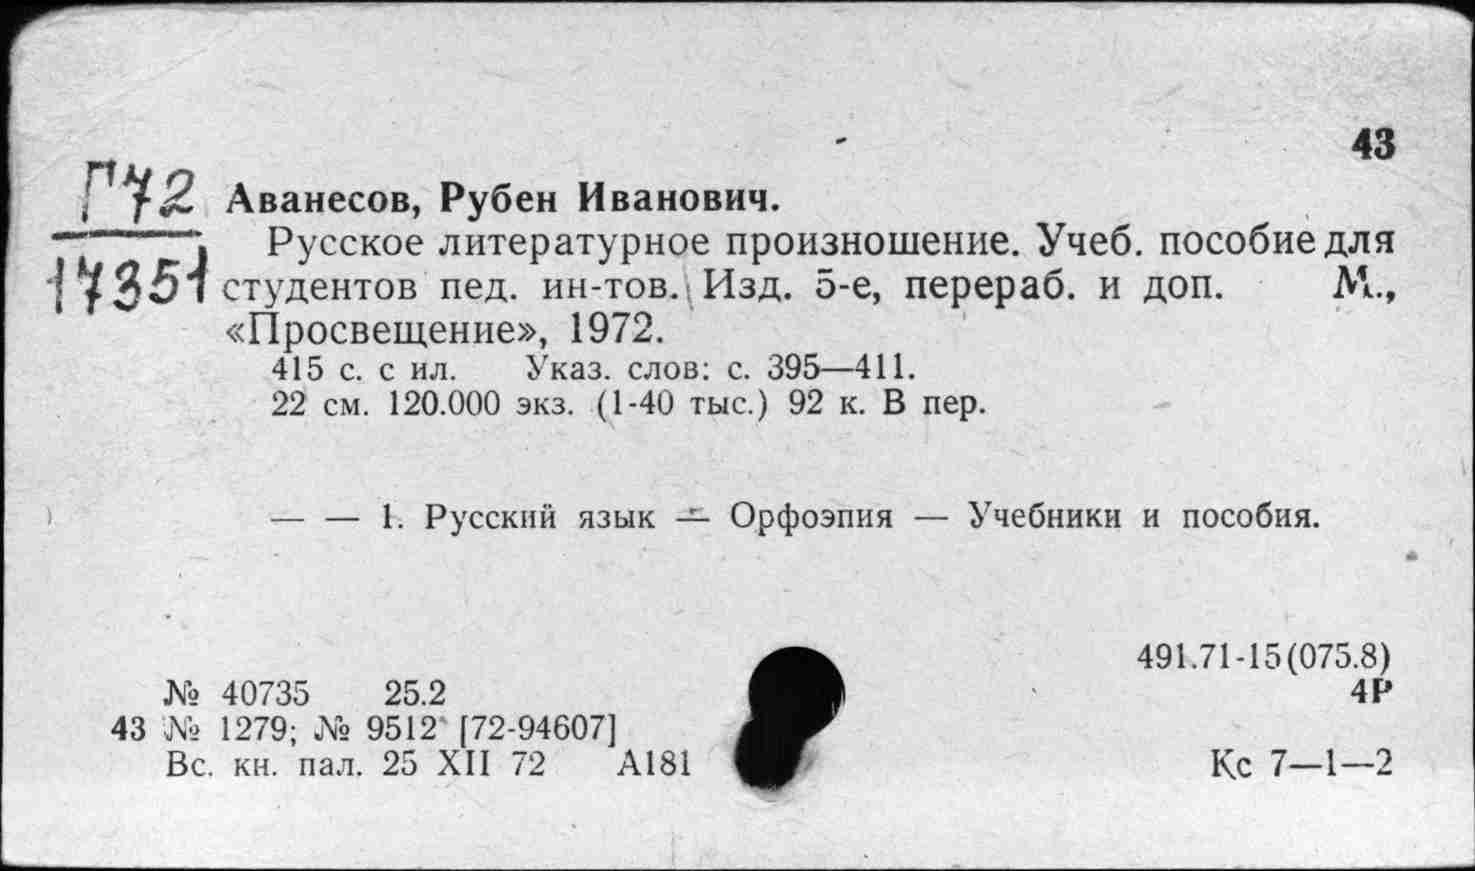 43
Г72
17351
Аванесов, Рубен Иванович.
Русское литературное произношение. Учеб. пособие для
студентов пед. ин-тов. Изд. 5-е, перераб. и доп. М.,
«Просвещение», 1972.
415 с. с ил. Указ. слов: с. 395—411.
22 см. 120.000 экз. (1-40 тыс.) 92 к. В пер.
— — 1. Русский язык — Орфоэпия — Учебники и пособия.
491.71-15(075.8)
№ 40735 25.2
4Р
43 № 1279; № 9512 [72-94607]
Вс. кн. пал. 25 XII 72 А181
Кс 7—1—2